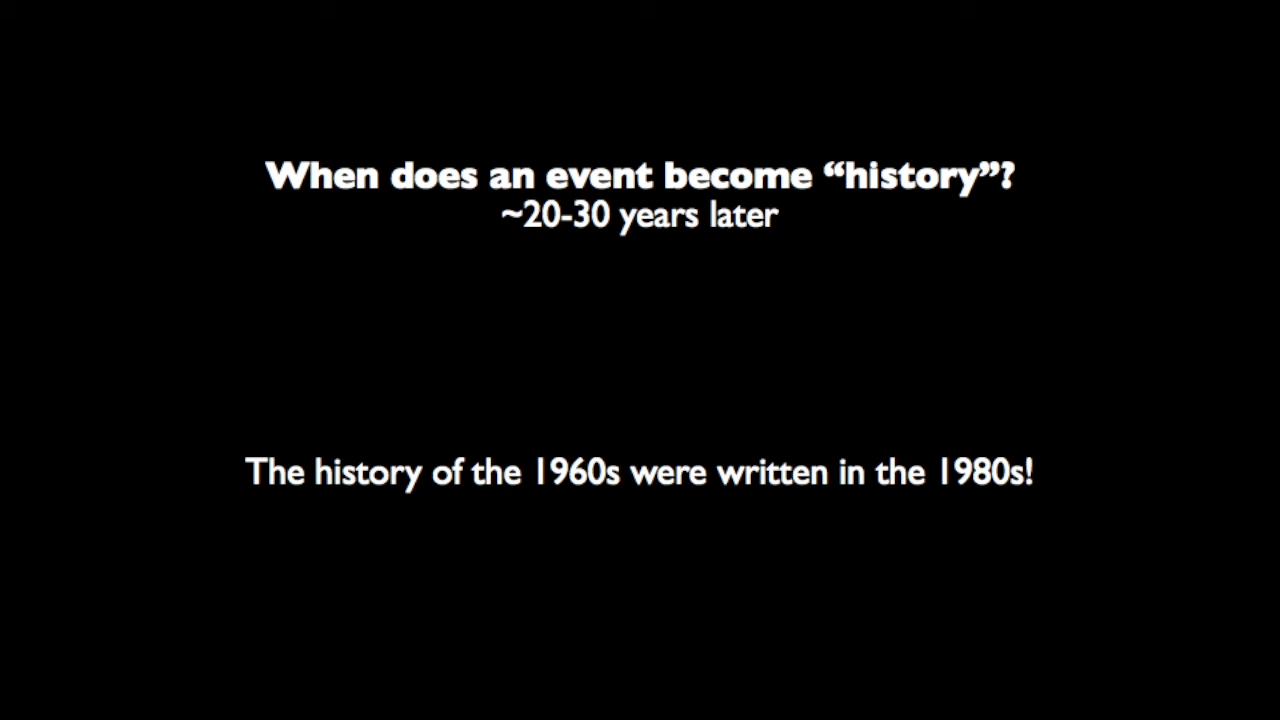 When does an event become “history”?
~20-30 years later
The history of the 1960s were written in the 1980s!